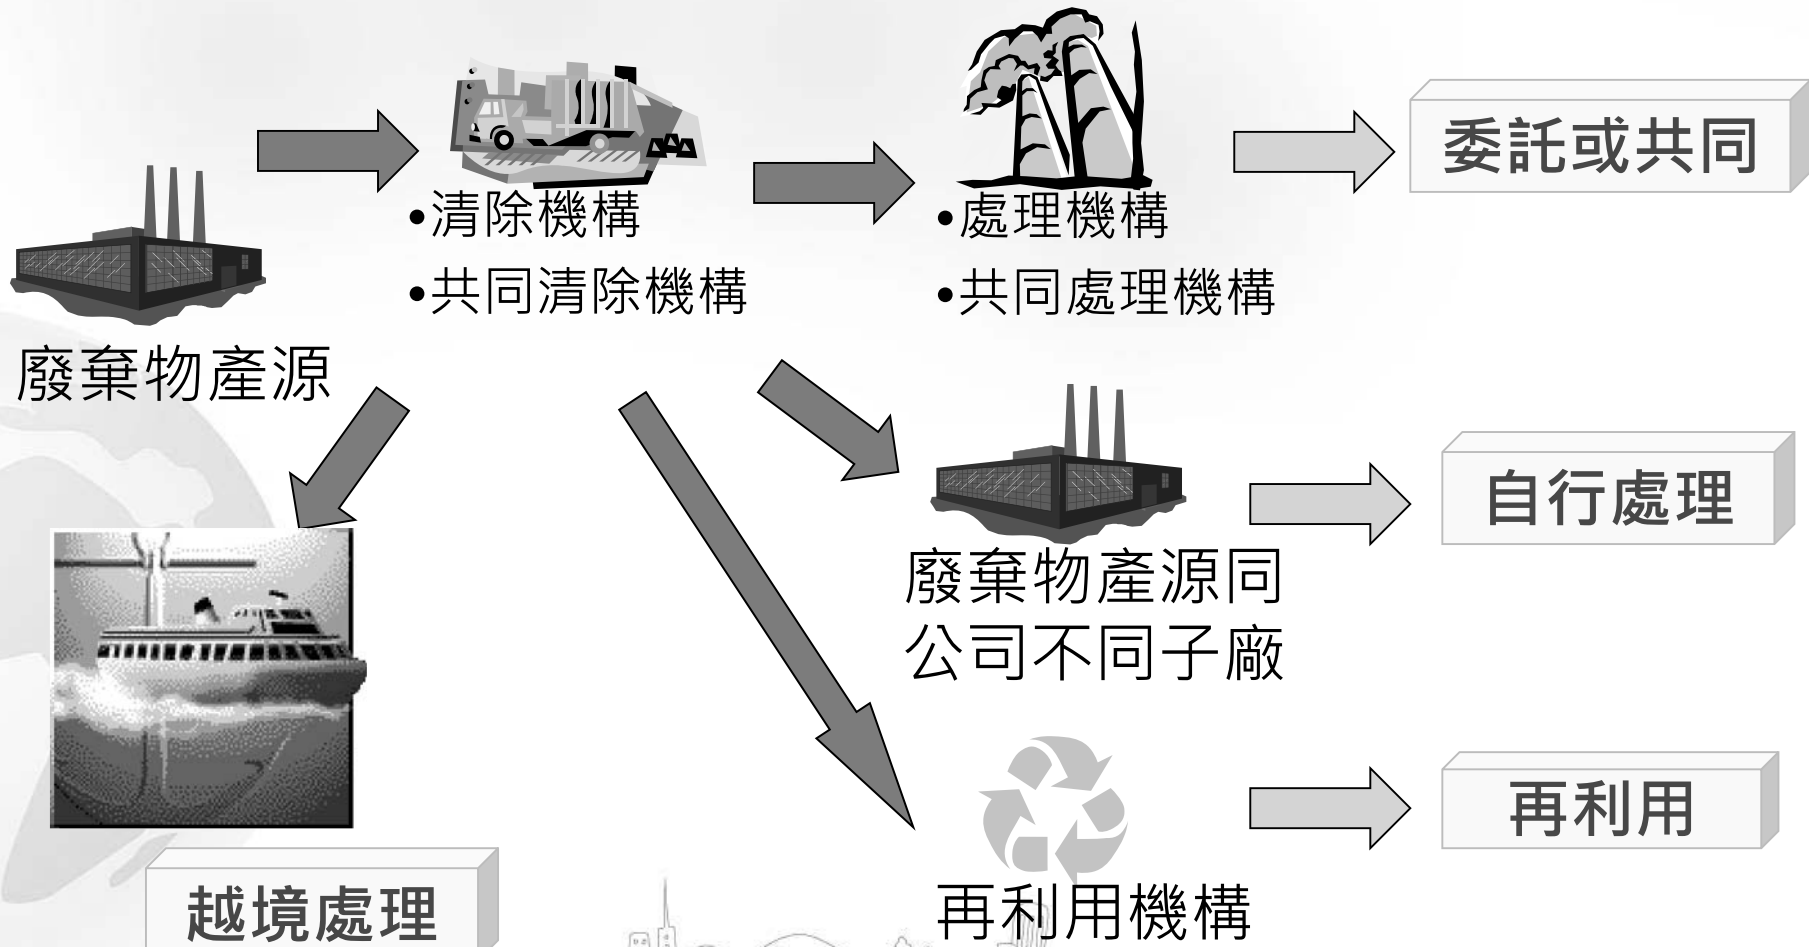 委託或共同
•清除機構
•共同清除機構
•處理機構
•共同處理機構
廢棄物產源
自行處理
廢棄物產源同
公司不同子廠
再利用
越境處理
再利用機構